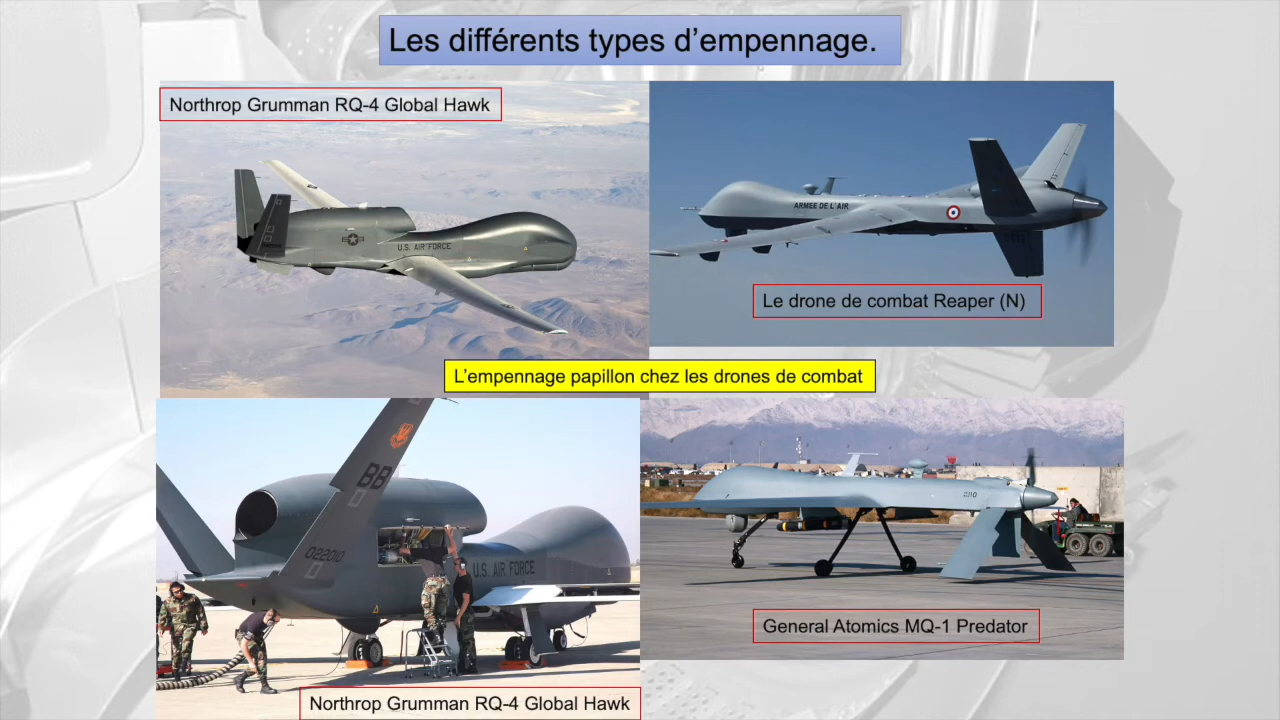 Les différents types d'empennage.
Northrop Grumman RQ-4 Global Hawk
U.S. AIR FORCE
ARMEE DE L'AIR
Le drone de combat Reaper (N)
L'empennage papillon chez les drones de combat
BB
022010
U.S. AIR FORCE
General Atomics MQ-1 Predator
Northrop Grumman RQ-4 Global Hawk